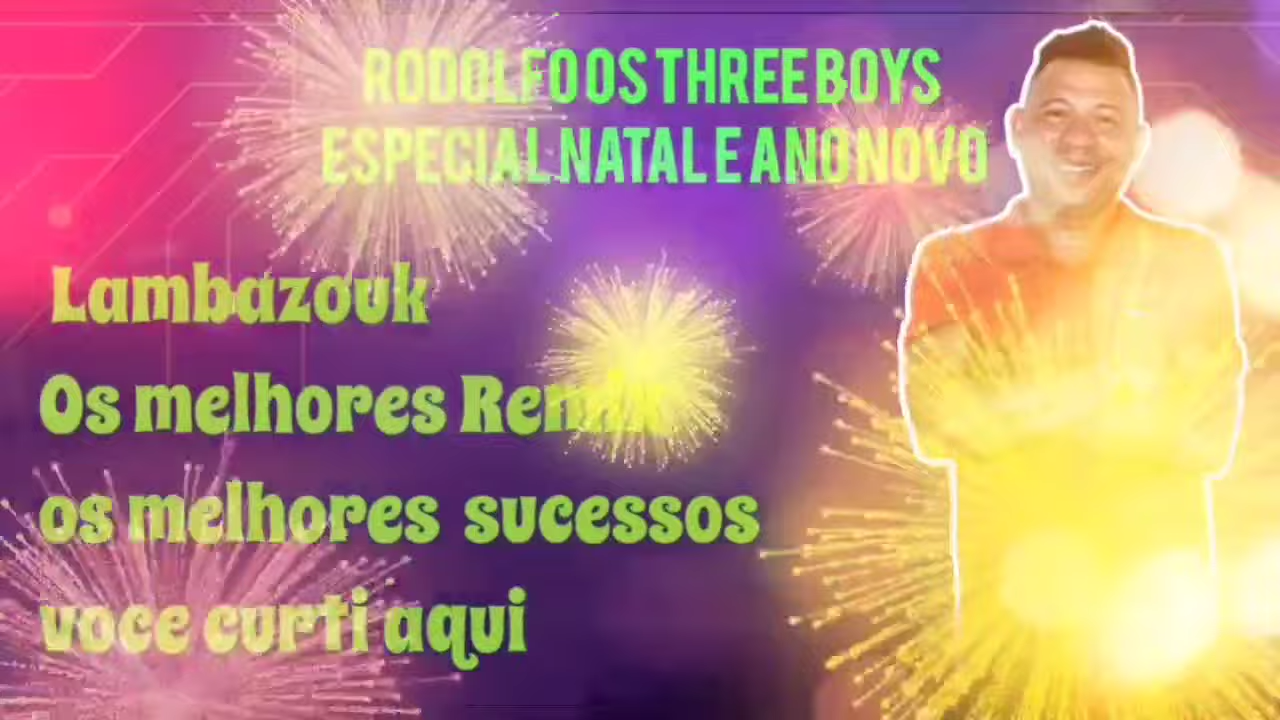 RODOLFO OS THREE BOYS
ESPECIAL NATAL E ANO NOVO
Lambazouk
Os melhores
os melhores sucessos
voce curti aqui